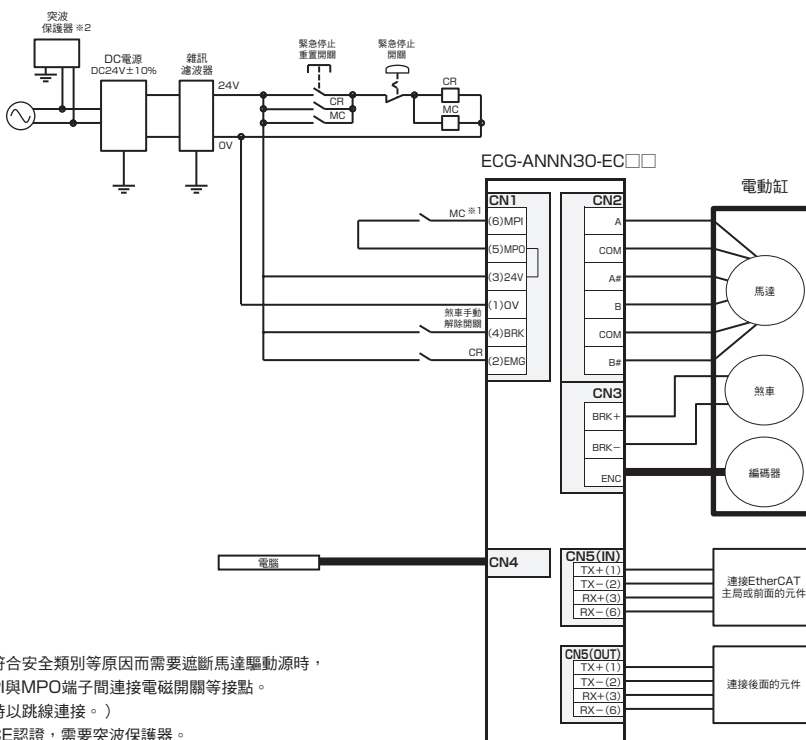 突波
保護器 ※2
DC電源
DC24V±10%
雜訊
濾波器
24V
0V
緊急停止
重置開關
緊急停止
開關
CR
MC
CR
MC
ECG-ANNN30-EC□□
電動缸
CN1
MC ※1
(6)MPI
(5)MPO
(3)24V
(1)0V
煞車手動
解除開關
(4)BRK
CR
(2)EMG
CN2
A
COM
A#
B
COM
B#
馬達
CN3
BRK+
BRK−
ENC
煞車
編碼器
電腦
CN4
CN5(IN)
TX+(1)
TX−(2)
RX+(3)
RX−(6)
連接EtherCAT
主局或前面的元件
CN5(OUT)
TX+(1)
TX−(2)
RX+(3)
RX−(6)
連接後面的元件
符合安全類別等原因而需要遮斷馬達驅動源時，
與MPO端子間連接電磁開關等接點。
時以跳線連接。)
認證，需要突波保護器。